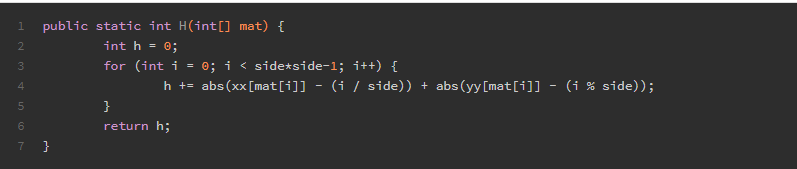 1 public static int H(int[] mat) {
2 int h = 0;
3 for (int i = 0; i < side*side-1; i++) {
4 h += abs(xx[mat[i]] - (i / side)) + abs(yy[mat[i]] - (i % side));
5 }
6 return h;
7 }